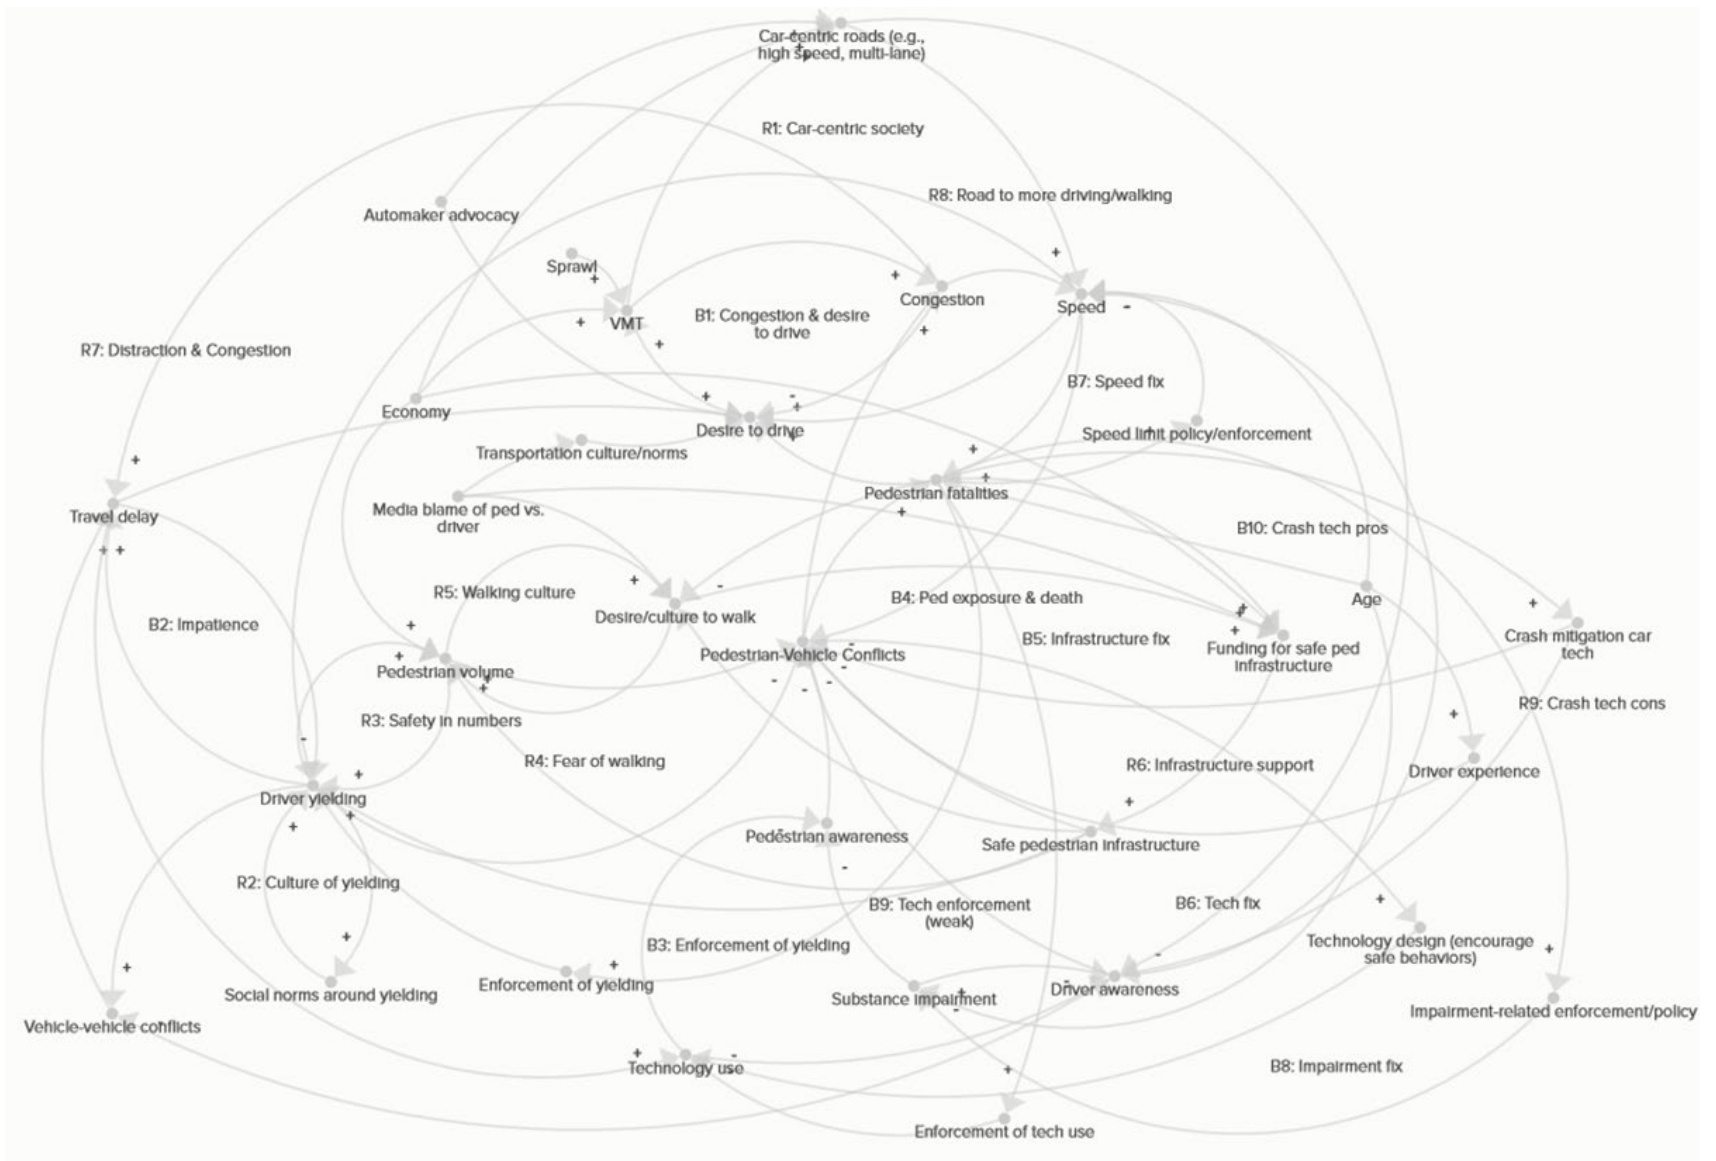 Car-centric roads (e.g.,
high speed, multi-lane)
+
R1: Car-centric society
R8: Road to more driving/walking
Automaker advocacy
+
Sprawl
+
+
Congestion
Speed
-
B1: Congestion & desire
to drive
+
VMT
+
+
R7: Distraction & Congestion
B7: Speed fix
Economy
+
-
+
Desire to drive
Speed limit policy/enforcement
+
Transportation culture/norms
+
+
+
Pedestrian fatalities
Travel delay
Media blame of ped vs.
driver
+
B10: Crash tech pros
+ +
R5: Walking culture
+
-
B4: Ped exposure & death
Age
+
Desire/culture to walk
B2: Impatience
+
+
+
B5: Infrastructure fix
Crash mitigation car
tech
Funding for safe ped
infrastructure
+
Pedestrian volume
+
Pedestrian-Vehicle Conflicts
-
-
-
-
-
R9: Crash tech cons
R3: Safety in numbers
+
-
R4: Fear of walking
R6: Infrastructure support
Driver experience
+
Driver yielding
+
+
+
Pedestrian awareness
-
Safe pedestrian infrastructure
R2: Culture of yielding
B9: Tech enforcement
(weak)
B6: Tech fix
+
+
B3: Enforcement of yielding
Technology design (encourage
safe behaviors)
+
-
+
+
Enforcement of yielding
Social norms around yielding
Substance impairment
+
-
Driver awareness
Impairment-related enforcement/policy
Vehicle-vehicle conflicts
+
-
Technology use
+
B8: Impairment fix
Enforcement of tech use